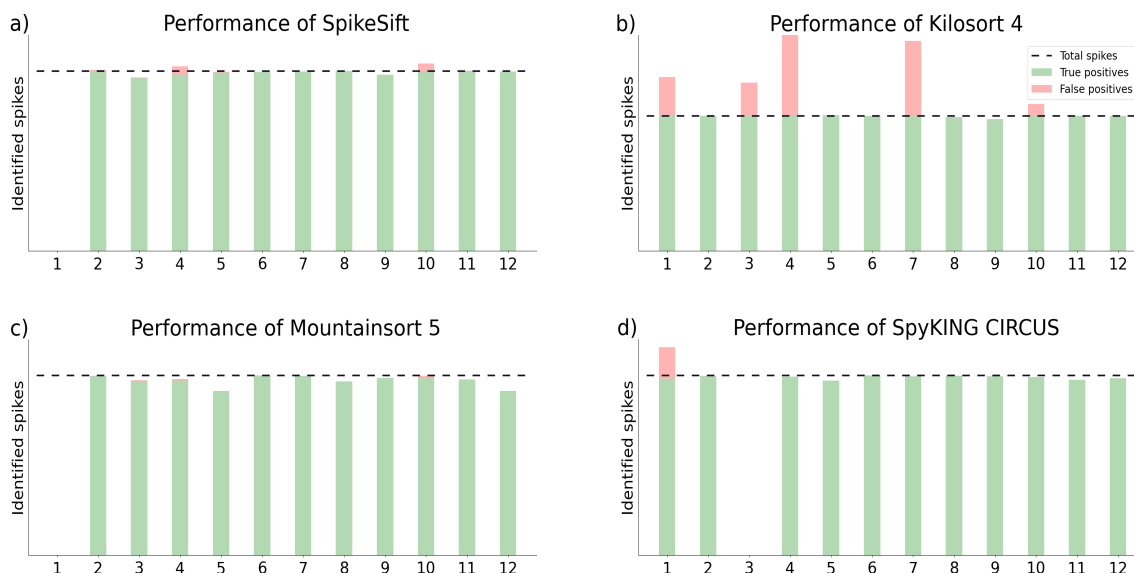 a) Performance of SpikeSift
Identified spikes
1 2 3 4 5 6 7 8 9 10 11 12
b) Performance of Kilosort 4
Total spikes
True positives
False positives
Identified spikes
1 2 3 4 5 6 7 8 9 10 11 12
c) Performance of Mountainsort 5
Identified spikes
1 2 3 4 5 6 7 8 9 10 11 12
d) Performance of SpyKING CIRCUS
Identified spikes
1 2 3 4 5 6 7 8 9 10 11 12